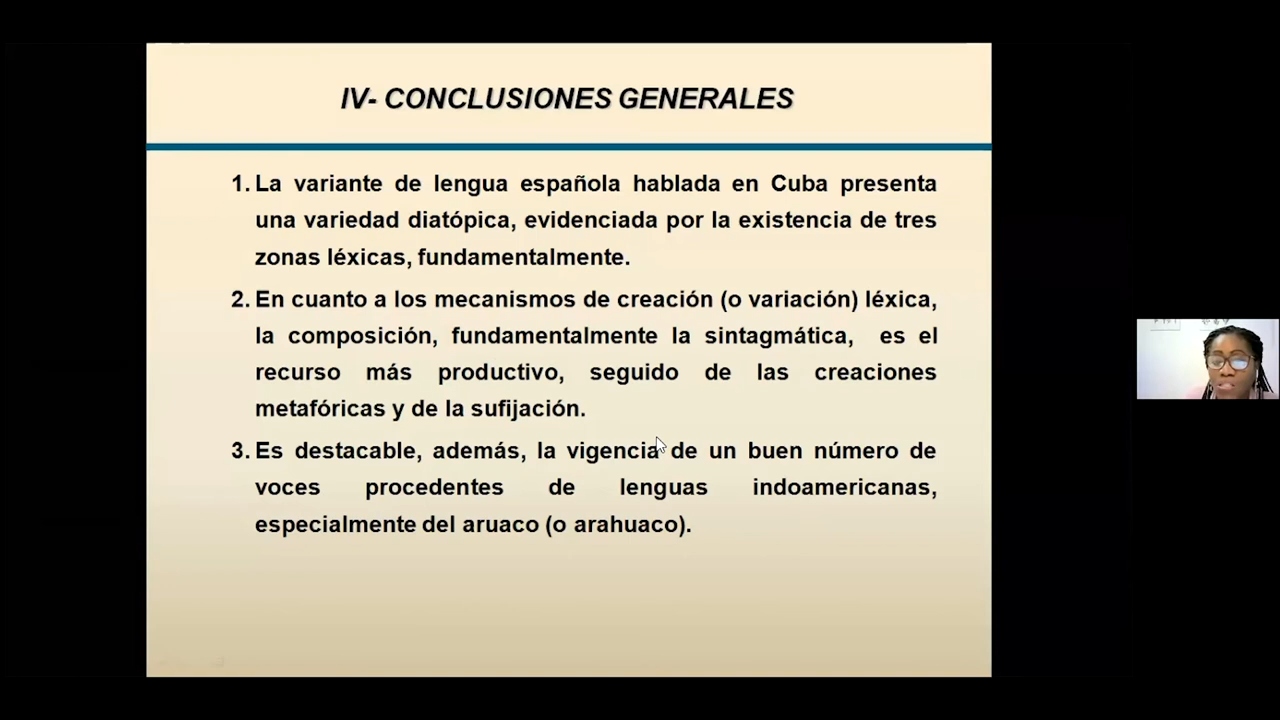 IV- CONCLUSIONES GENERALES
1. La variante de lengua española hablada en Cuba presenta
una variedad diatópica, evidenciada por la existencia de tres
zonas léxicas, fundamentalmente.
2. En cuanto a los mecanismos de creación (o variación) léxica,
la composición, fundamentalmente la sintagmática, es el
recurso más productivo, seguido de las creaciones
metafóricas y de la sufijación.
3. Es destacable, además, la vigencia de un buen número de
voces procedentes de lenguas indoamericanas,
especialmente del aruaco (o arahuaco).